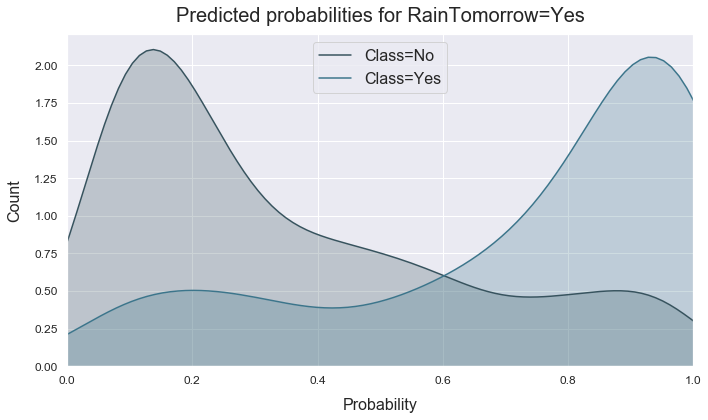 Predicted probabilities for RainTomorrow=Yes
Class=No
Class=Yes
2.00
1.75
1.50
1.25
1.00
0.75
0.50
0.25
0.00
Count
0.0 0.2 0.4 0.6 0.8 1.0
Probability